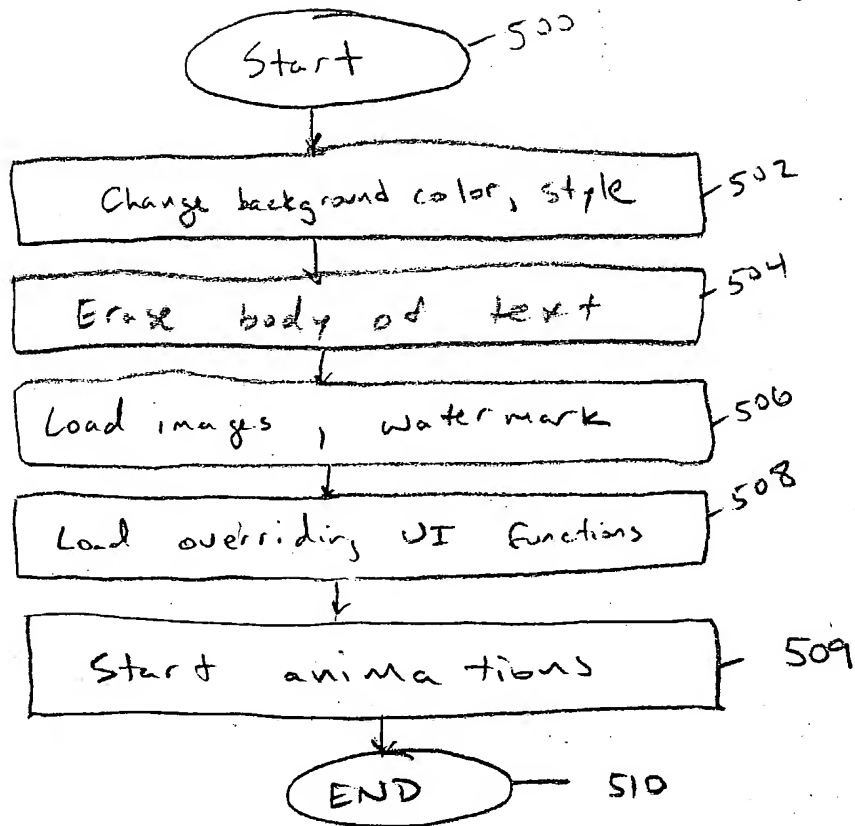 Start 500
Change background color, style 502
Erase body of text 504
Load images, watermark 506
Load overriding UI functions 508
Start animations 509
END 510